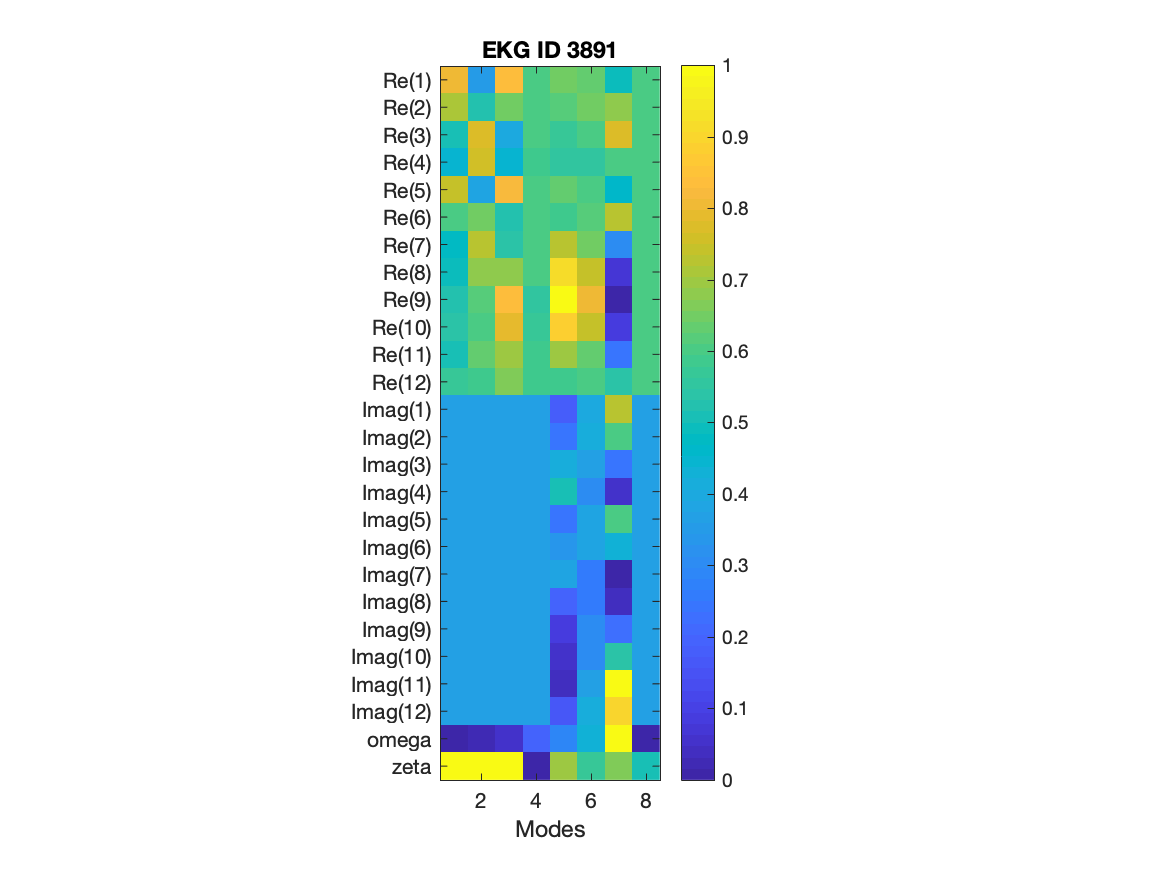 EKG ID 3891
Re(1)
Re(2)
Re(3)
Re(4)
Re(5)
Re(6)
Re(7)
Re(8)
Re(9)
Re(10)
Re(11)
Re(12)
Imag(1)
Imag(2)
Imag(3)
Imag(4)
Imag(5)
Imag(6)
Imag(7)
Imag(8)
Imag(9)
Imag(10)
Imag(11)
Imag(12)
omega
zeta
2 4 6 8
Modes
1
0.9
0.8
0.7
0.6
0.5
0.4
0.3
0.2
0.1
0